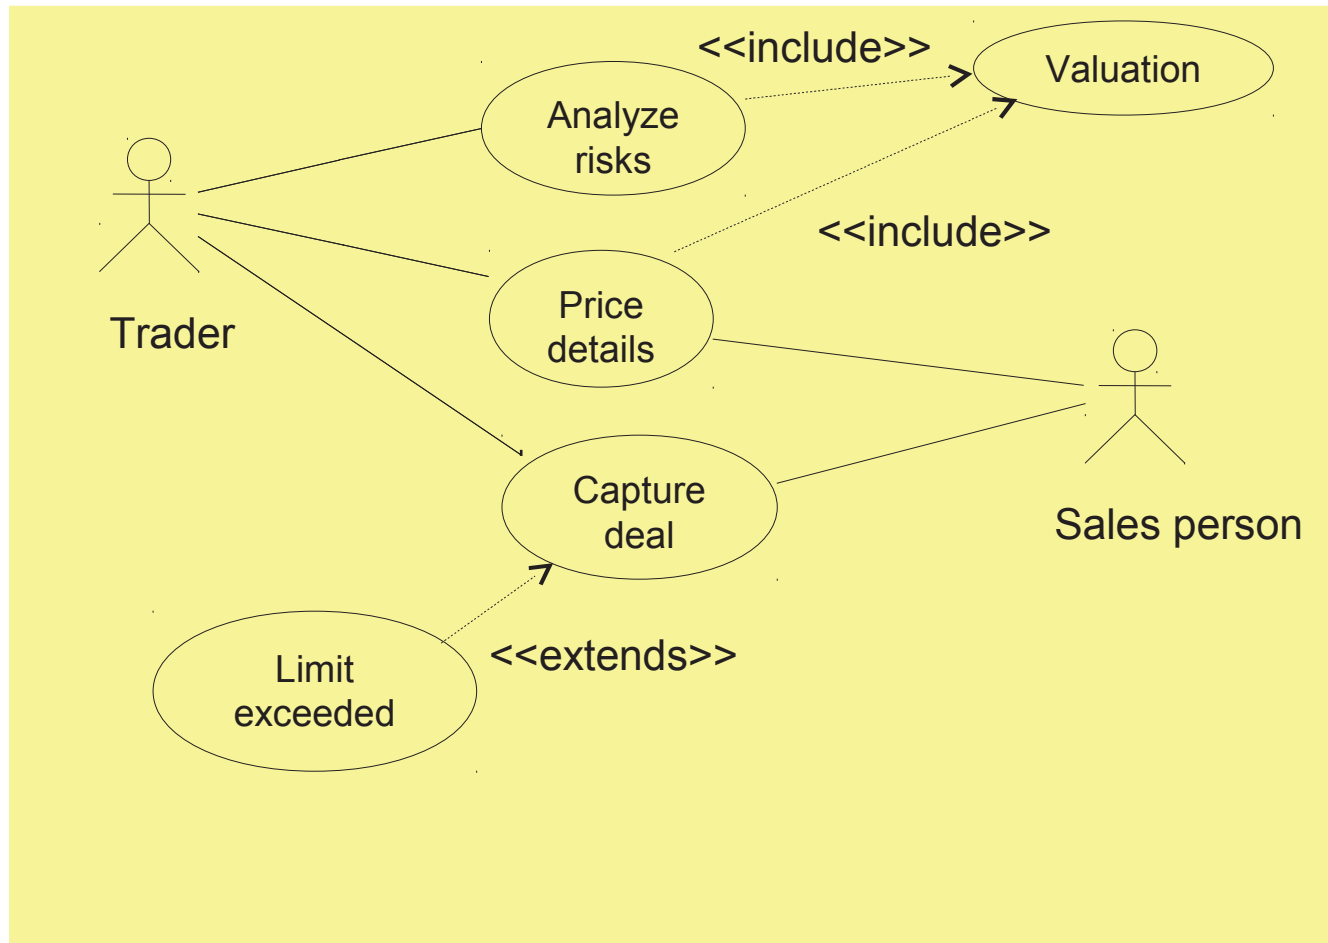 <<include>>
Valuation
Analyze
risks
<<include>>
Price
details
Trader
Capture
deal
Sales person
<<extends>>
Limit
exceeded